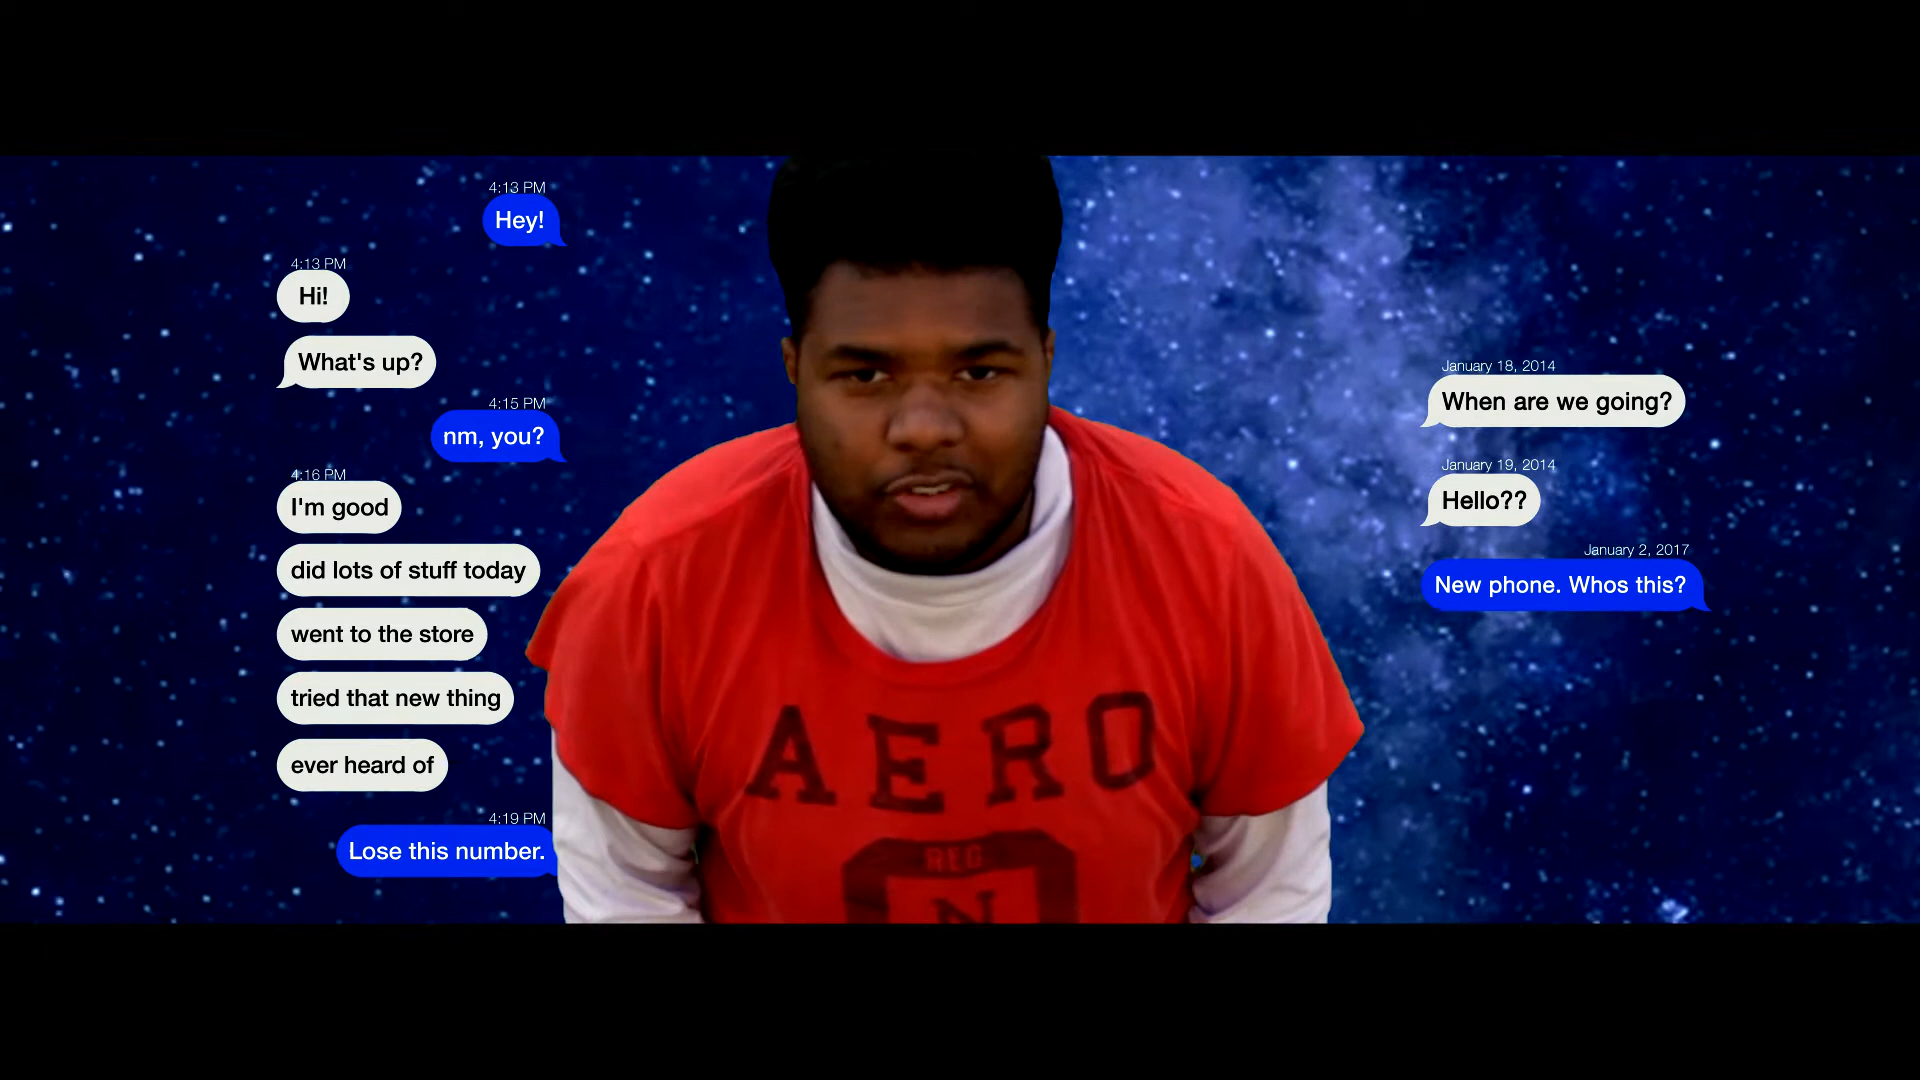 4:13 PM
Hey!
4:13 PM
Hi!
What's up?
4:15 PM
nm, you?
4:16 PM
I'm good
did lots of stuff today
went to the store
tried that new thing
ever heard of
4:19 PM
Lose this number.
AERO
REG
N
January 18, 2014
When are we going?
January 19, 2014
Hello??
January 2, 2017
New phone. Whos this?